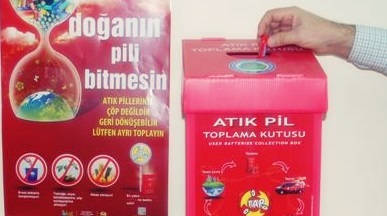 doğanın
pili
bitmesin
ATIK PİLLERİNİZ
ÇÖP DEĞİLDİR
GERİ DÖNÜŞEBİLİR
LÜTFEN AYRI TOPLAYIN
ATIK PİL
TOPLAMA KUTUSU
ATIK PİL
TOPLAMA KUTUSU
USED BATTERIES COLLECTION BOX
TAP